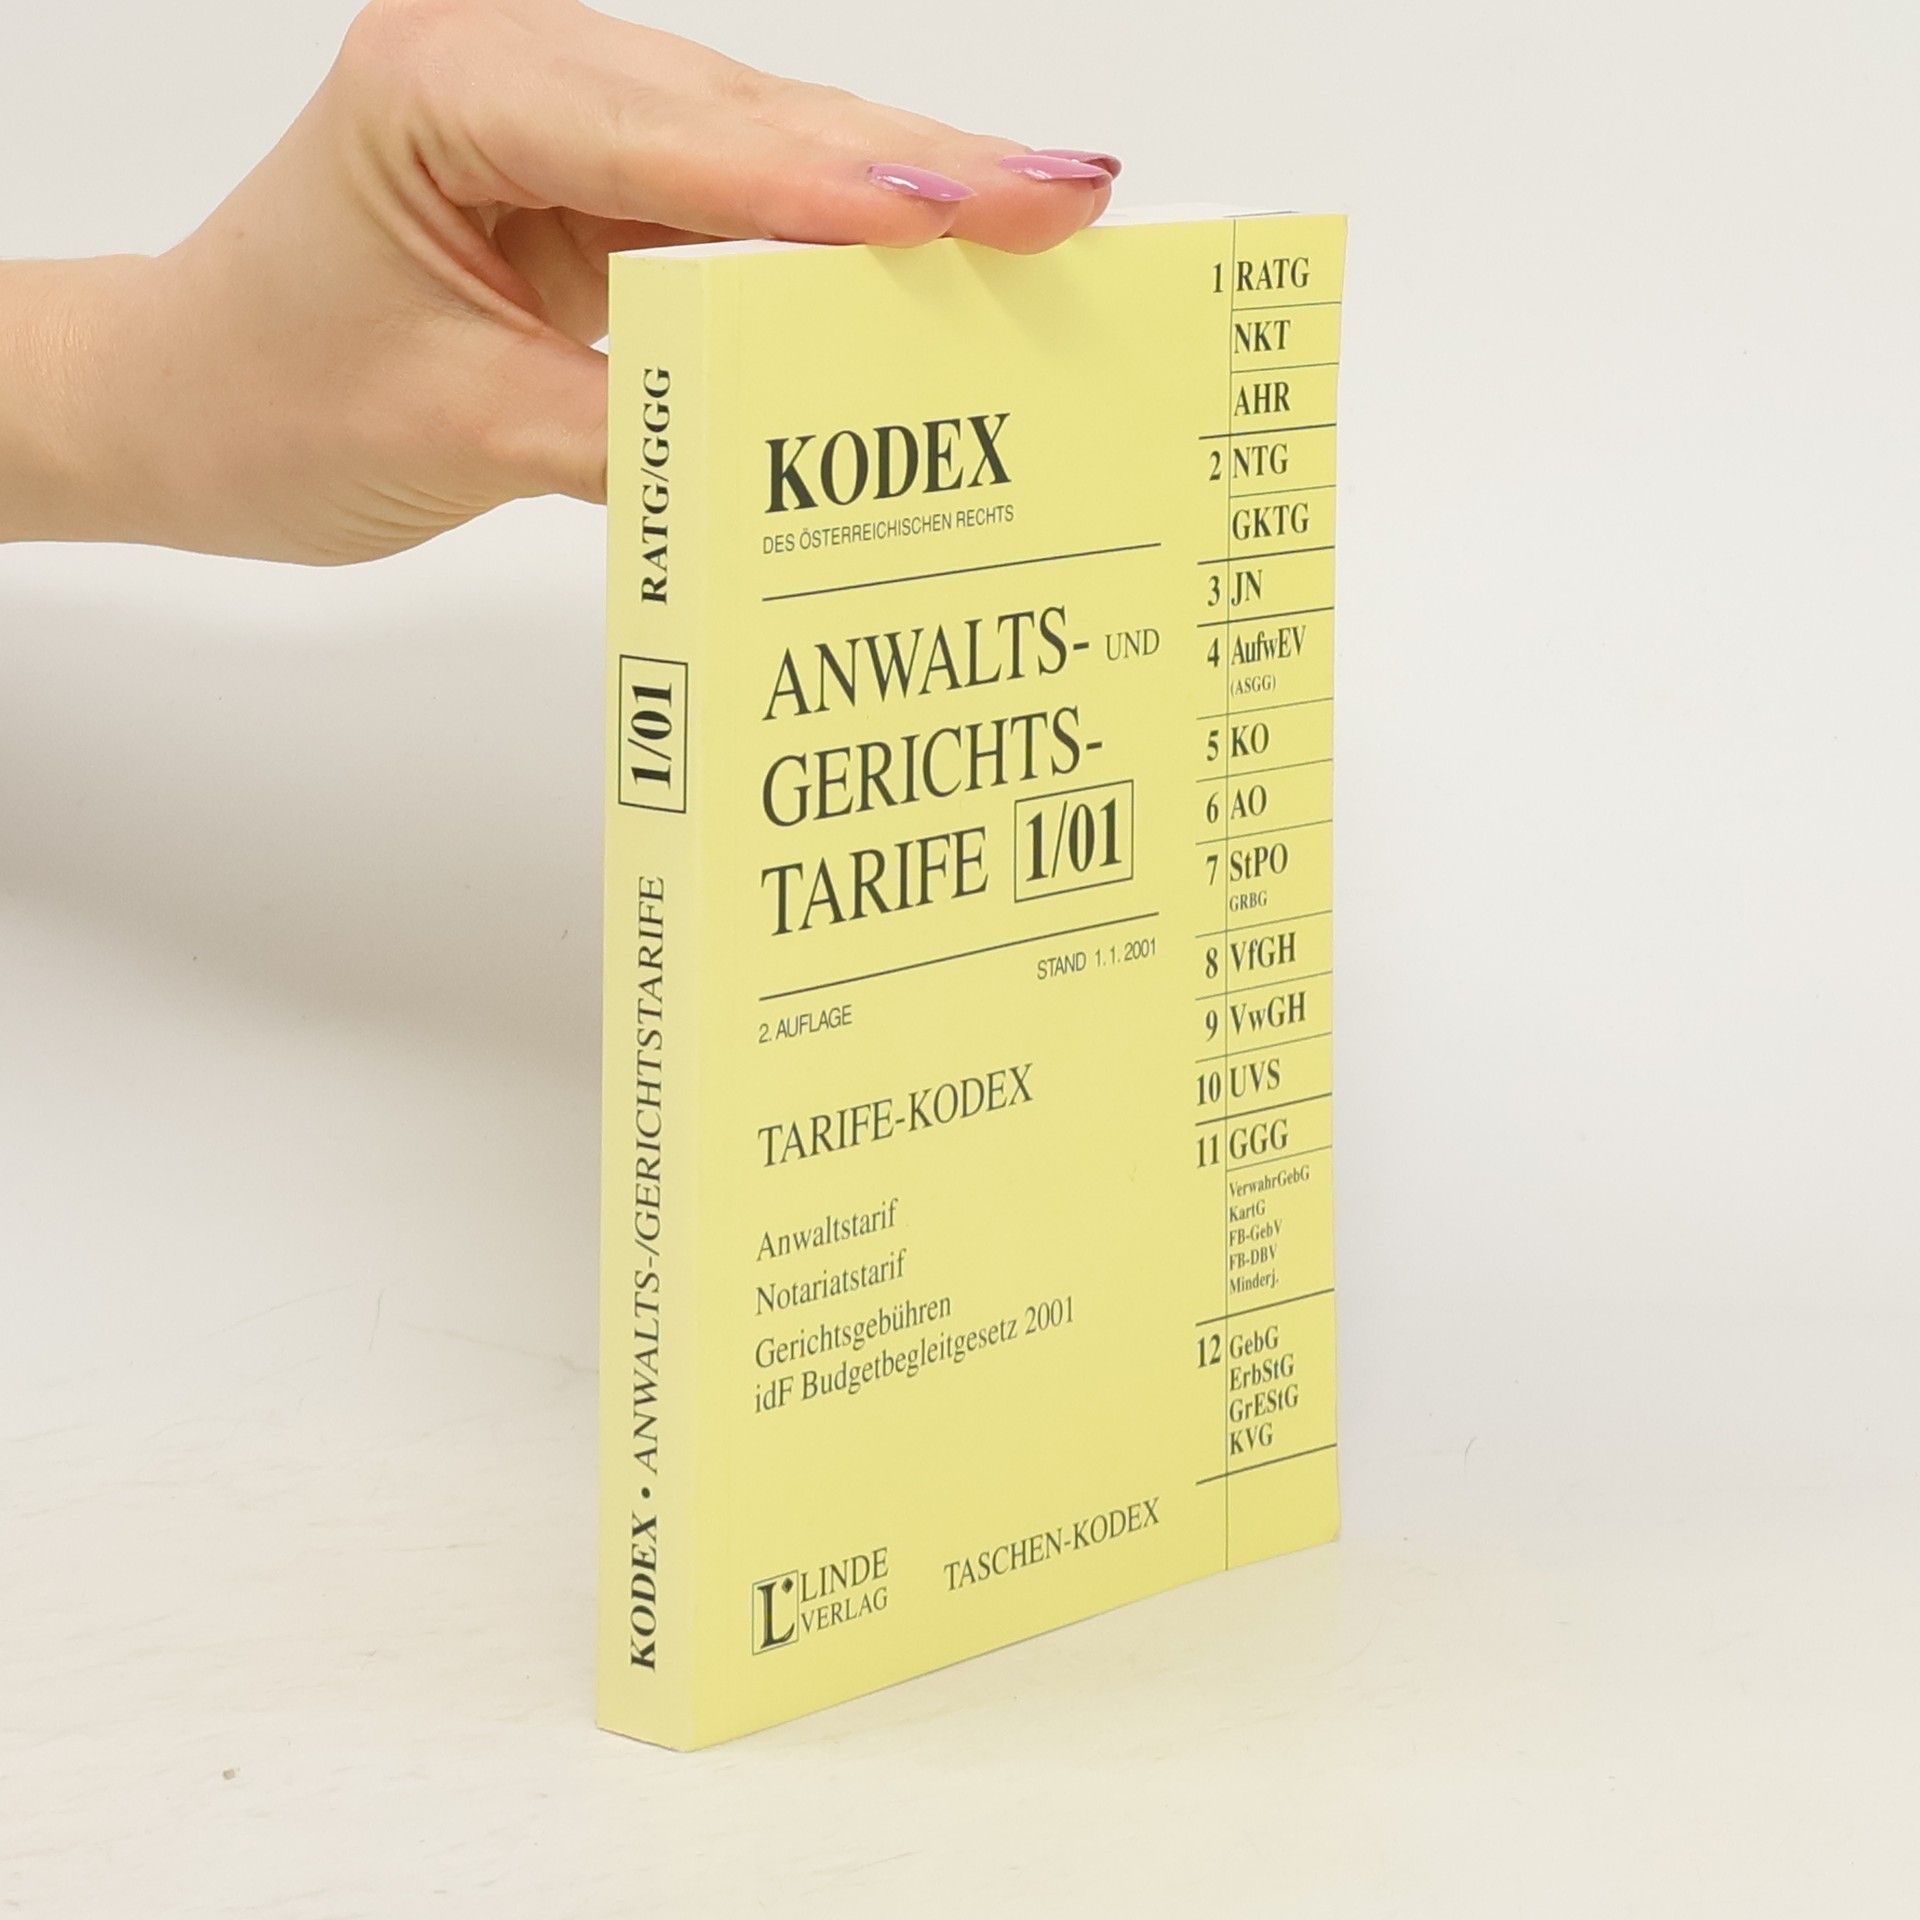 KODEX • ANWALTS-/GERICHTSTARIFE 1/01 RATG/GGG
KODEX
DES ÖSTERREICHISCHEN RECHTS
ANWALTS- UND
GERICHTS-
TARIFE 1/01
STAND 1.1.2001
2. AUFLAGE
TARIFE-KODEX
Anwaltstarif
Notariatstarif
Gerichtsgebühren
idF Budgetbegleitgesetz 2001
L LINDE
VERLAG
TASCHEN-KODEX
1 RATG
NKT
AHR
2 NTG
GKTG
3 JN
4 AufwEV
(ASGG)
5 KO
6 AO
7 StPO
GRBG
8 VfGH
9 VwGH
10 UVS
11 GGG
VerwahrGebG
KartG
FB-GebV
FB-DBV
Minderj.
12 GebG
ErbStG
GrEStG
KVG